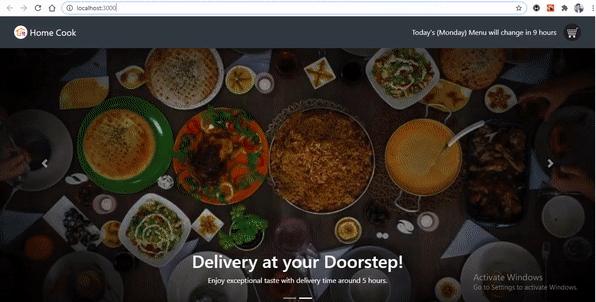 localhost:3000
Home Cook
Today's (Monday) Menu will change in 9 hours
Delivery at your Doorstep!
Enjoy exceptional taste with delivery time around 5 hours.
Activate Windows
Go to Settings to activate Windows.